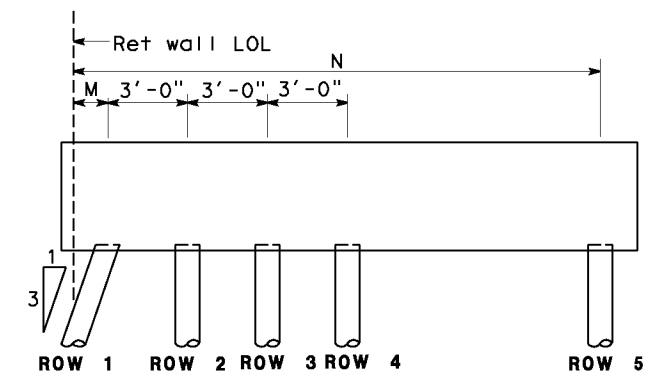 Ret wall LOL
N
M 3'-0" 3'-0" 3'-0"
1
3
ROW 1 ROW 2 ROW 3 ROW 4 ROW 5